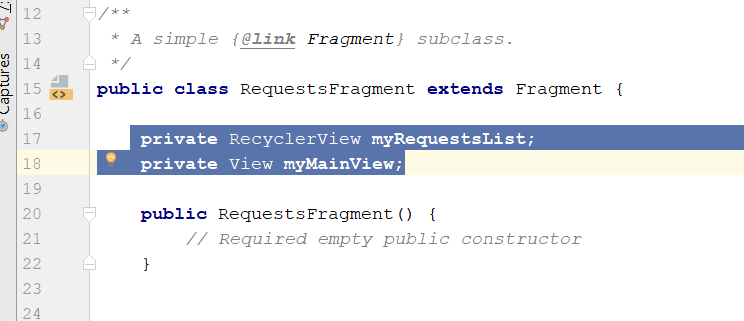 12 /**
13 * A simple {@link Fragment} subclass.
14 */
15 <> public class RequestsFragment extends Fragment {
16
17 private RecyclerView myRequestsList;
18 private View myMainView;
19
20 public RequestsFragment() {
21 // Required empty public constructor
22 }
23
24
Captures